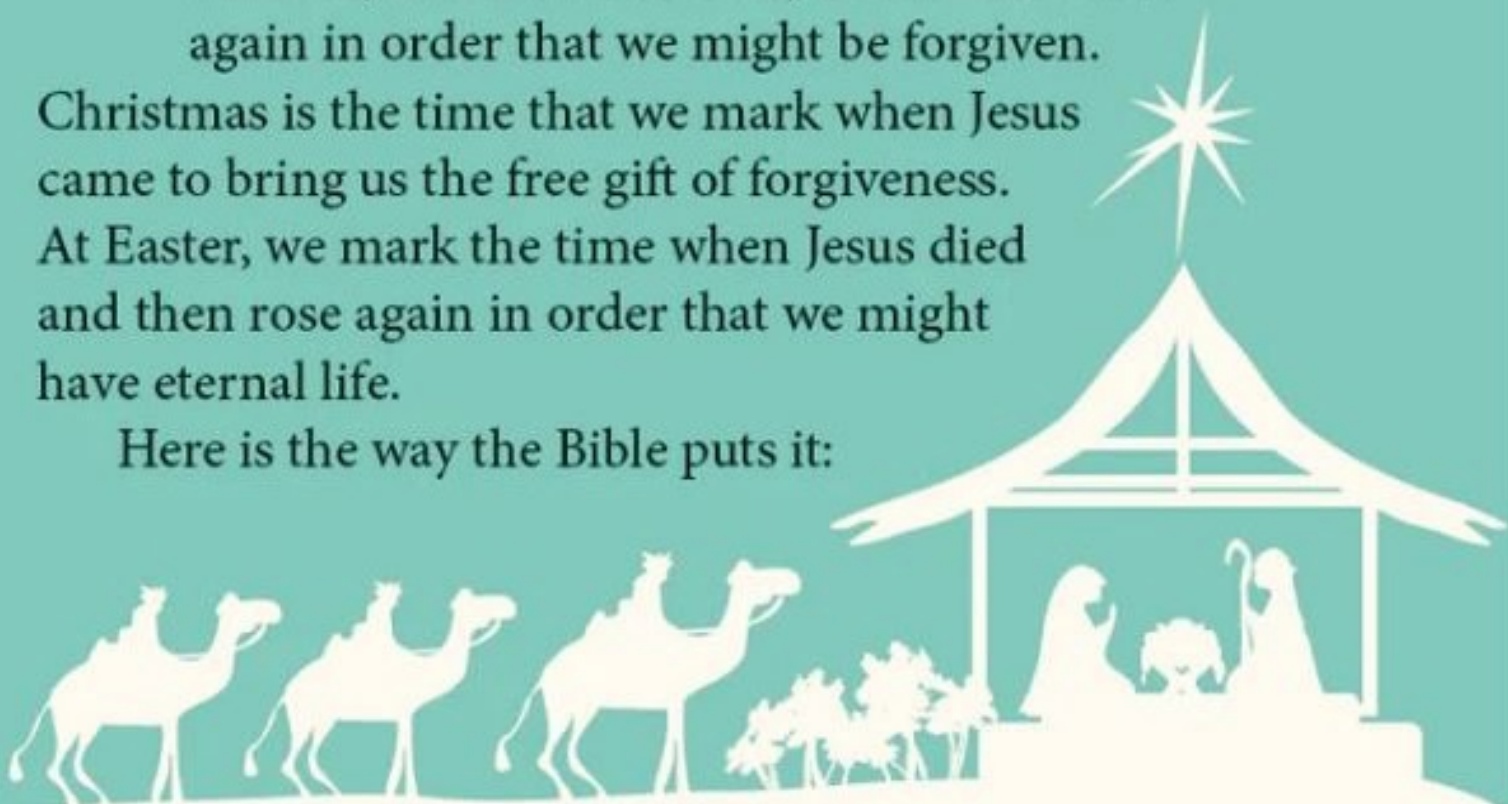 again in order that we might be forgiven.
Christmas is the time that we mark when Jesus
came to bring us the free gift of forgiveness.
At Easter, we mark the time when Jesus died
and then rose again in order that we might
have eternal life.
Here is the way the Bible puts it: